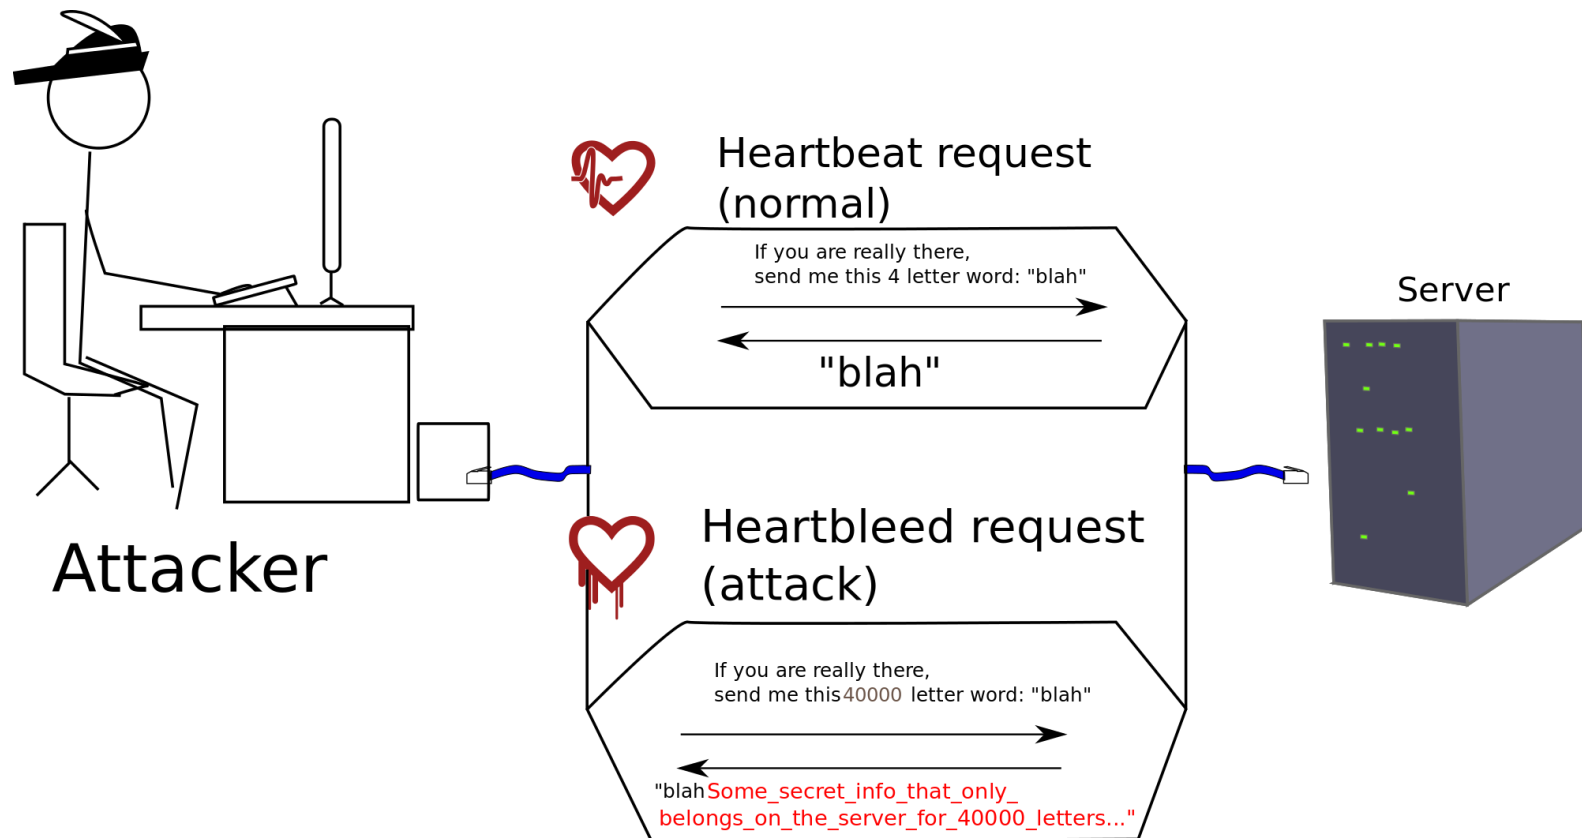 Heartbeat request
(normal)
If you are really there,
send me this 4 letter word: "blah"
"blah"
Server
Attacker
Heartbleed request
(attack)
If you are really there,
send me this 40000 letter word: "blah"
"blah Some_secret_info_that_only_
belongs_on_the_server_for_40000_letters..."